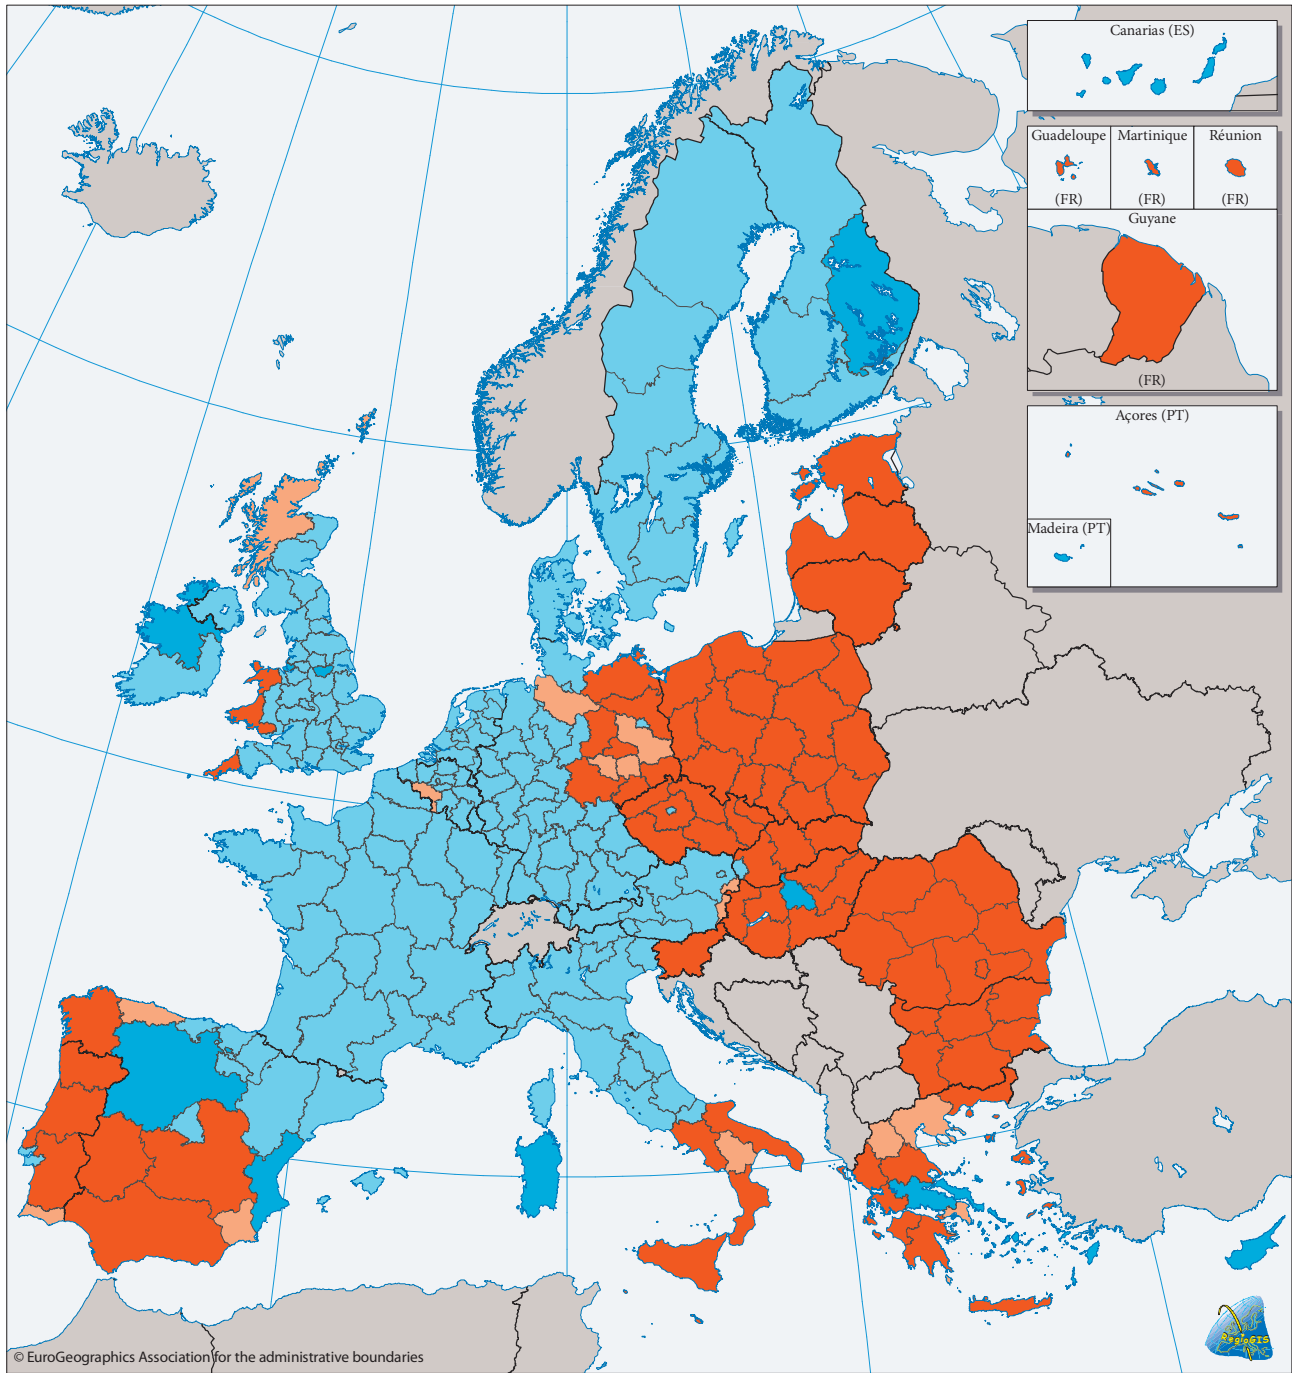 Canarias (ES)
Guadeloupe
Martinique
Réunion
(FR)
(FR)
(FR)
Guyane
(FR)
Açores (PT)
Madeira (PT)
RegioGIS
© EuroGeographics Association for the administrative boundaries